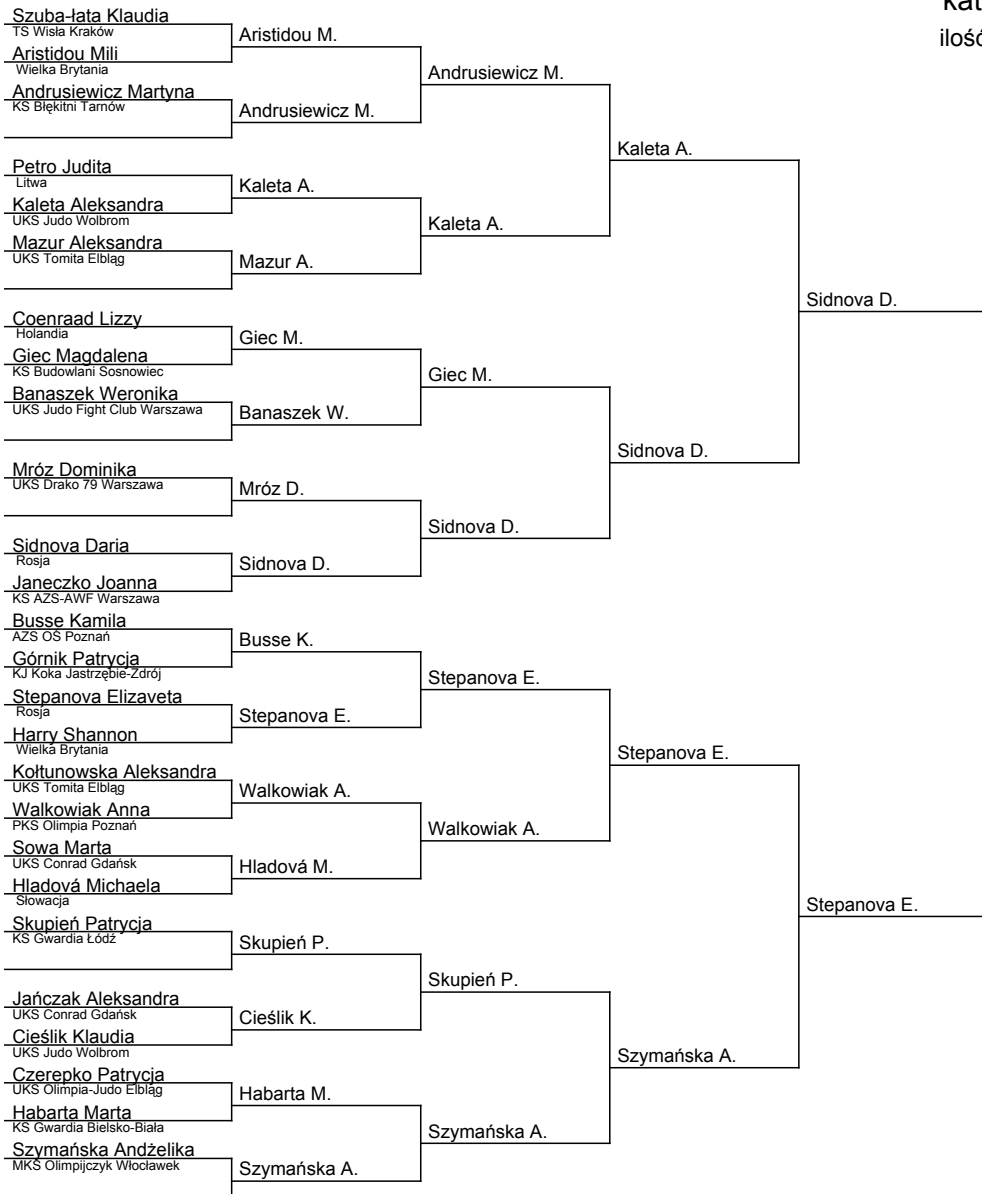 Szuba-łata Klaudia
TS Wisła Kraków
Aristidou Mili
Wielka Brytania
Andrusiewicz Martyna
KS Błękitni Tarnów
Petro Judita
Litwa
Kaleta Aleksandra
UKS Judo Wolbrom
Mazur Aleksandra
UKS Tomita Elbląg
Coenraad Lizzy
Holandia
Giec Magdalena
KS Budowlani Sosnowiec
Banaszek Weronika
UKS Judo Fight Club Warszawa
Mróz Dominika
UKS Drako 79 Warszawa
Sidnova Daria
Rosja
Janeczko Joanna
KS AZS-AWF Warszawa
Busse Kamila
AZS OŚ Poznań
Górnik Patrycja
KJ Koka Jastrzębie-Zdrój
Stepanova Elizaveta
Rosja
Harry Shannon
Wielka Brytania
Kołtunowska Aleksandra
UKS Tomita Elbląg
Walkowiak Anna
PKS Olimpia Poznań
Sowa Marta
UKS Conrad Gdańsk
Hladová Michaela
Słowacja
Skupień Patrycja
KS Gwardia Łódź
Jańczak Aleksandra
UKS Conrad Gdańsk
Cieślik Klaudia
UKS Judo Wolbrom
Czerepko Patrycja
UKS Olimpia-Judo Elbląg
Habarta Marta
KS Gwardia Bielsko-Biała
Szymańska Andżelika
MKS Olimpijczyk Włocławek
Aristidou M.
Andrusiewicz M.
Kaleta A.
Mazur A.
Giec M.
Banaszek W.
Mróz D.
Sidnova D.
Busse K.
Stepanova E.
Walkowiak A.
Hladová M.
Skupień P.
Cieślik K.
Habarta M.
Szymańska A.
Andrusiewicz M.
Kaleta A.
Giec M.
Sidnova D.
Stepanova E.
Walkowiak A.
Skupień P.
Szymańska A.
Kaleta A.
Sidnova D.
Stepanova E.
Szymańska A.
Sidnova D.
Stepanova E.
kat
ilość